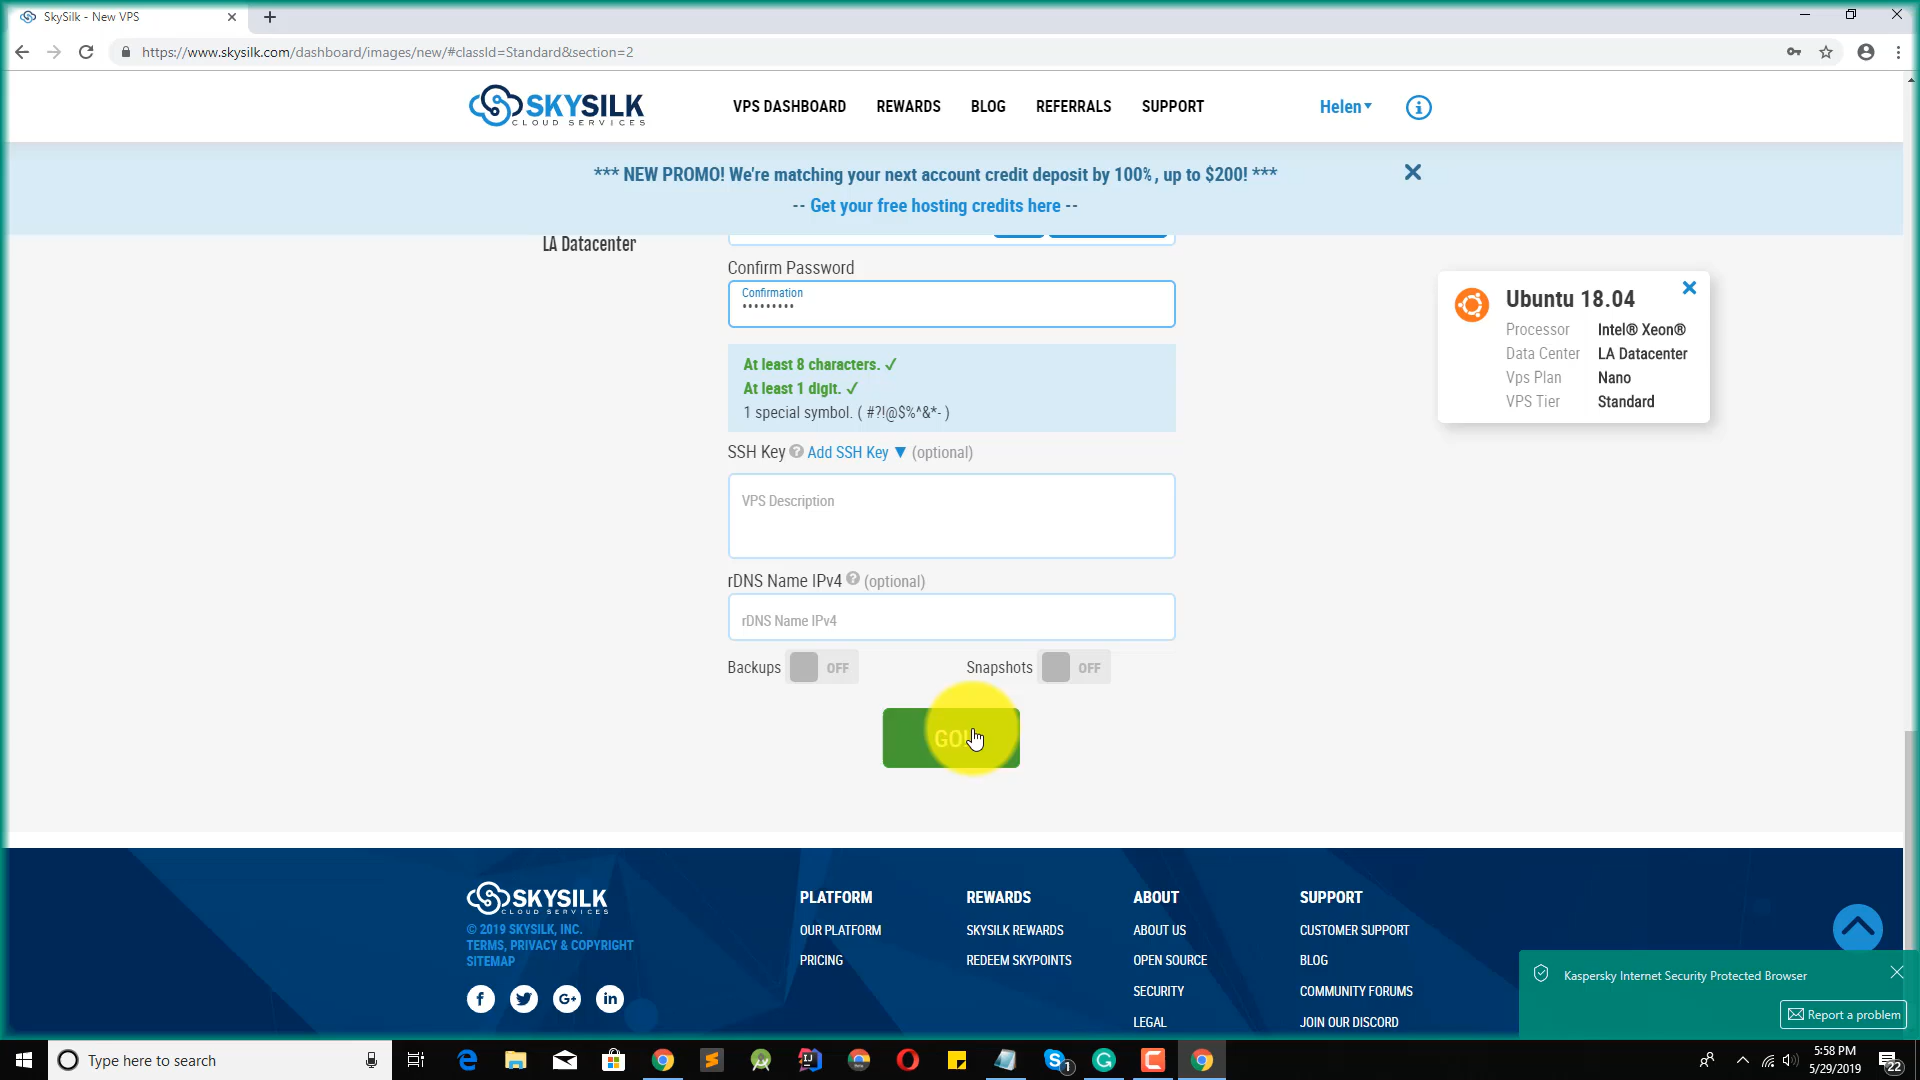 SkySilk - New VPS
https://www.skysilk.com/dashboard/images/new/#classId=Standard&section=2
SKYSILK
CLOUD SERVICES
VPS DASHBOARD
REWARDS
BLOG
REFERRALS
SUPPORT
Helen
*** NEW PROMO! We're matching your next account credit deposit by 100%, up to $200! ***
-- Get your free hosting credits here --
LA Datacenter
Confirm Password
Confirmation
•••••••••
At least 8 characters. ✓
At least 1 digit. ✓
1 special symbol. ( #?!@$%^&*- )
SSH Key ? Add SSH Key ▼ (optional)
VPS Description
rDNS Name IPv4 ? (optional)
rDNS Name IPv4
Backups OFF
Snapshots OFF
GO!
Ubuntu 18.04
Processor Intel® Xeon®
Data Center LA Datacenter
Vps Plan Nano
VPS Tier Standard
SKYSILK
CLOUD SERVICES
© 2019 SKYSILK, INC.
TERMS, PRIVACY & COPYRIGHT
SITEMAP
PLATFORM
OUR PLATFORM
PRICING
REWARDS
SKYSILK REWARDS
REDEEM SKYPOINTS
ABOUT
ABOUT US
OPEN SOURCE
SECURITY
LEGAL
SUPPORT
CUSTOMER SUPPORT
BLOG
COMMUNITY FORUMS
JOIN OUR DISCORD
Kaspersky Internet Security Protected Browser
Report a problem
Type here to search
5:58 PM
5/29/2019
22